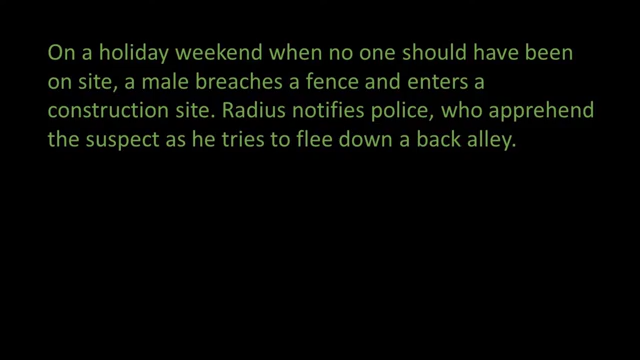 On a holiday weekend when no one should have been
on site, a male breaches a fence and enters a
construction site. Radius notifies police, who apprehend
the suspect as he tries to flee down a back alley.